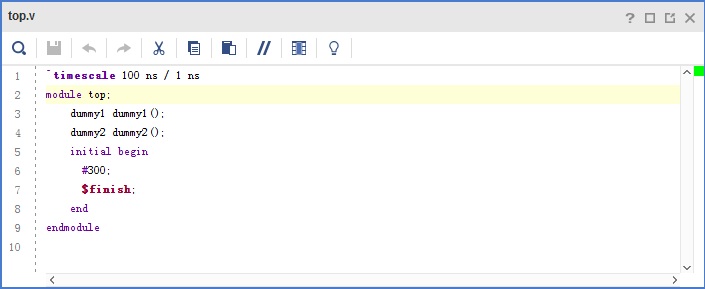 top.v
1 `timescale 100 ns / 1 ns
2 module top;
3 dummy1 dummy1();
4 dummy2 dummy2();
5 initial begin
6 #300;
7 $finish;
8 end
9 endmodule
10